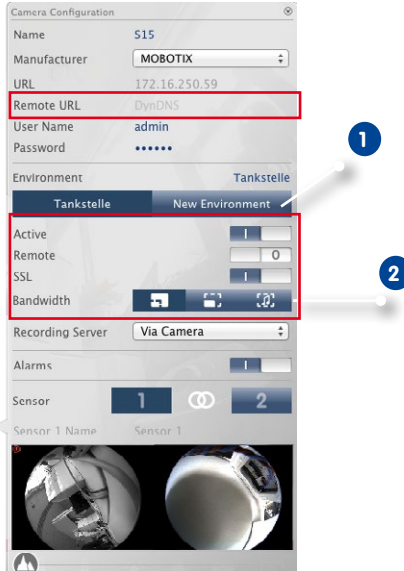 Camera Configuration
Name S15
Manufacturer MOBOTIX
URL 172.16.250.59
Remote URL DynDNS
User Name admin
Password ••••••
1
Environment Tankstelle
Tankstelle New Environment
Active I
Remote 0
SSL I
Bandwidth
2
Recording Server Via Camera
Alarms I
Sensor 1 2
Sensor 1 Name Sensor 1